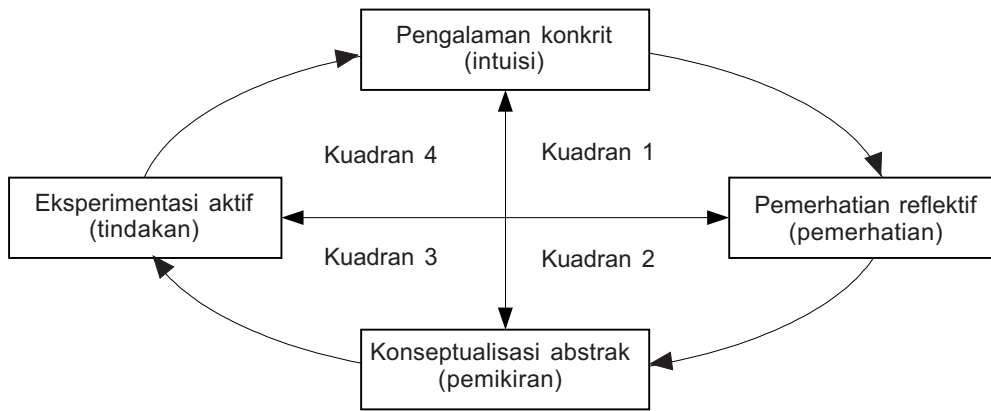 Pengalaman konkrit
(intuisi)
Kuadran 4
Kuadran 1
Eksperimentasi aktif
(tindakan)
Pemerhatian reflektif
(pemerhatian)
Kuadran 3
Kuadran 2
Konseptualisasi abstrak
(pemikiran)